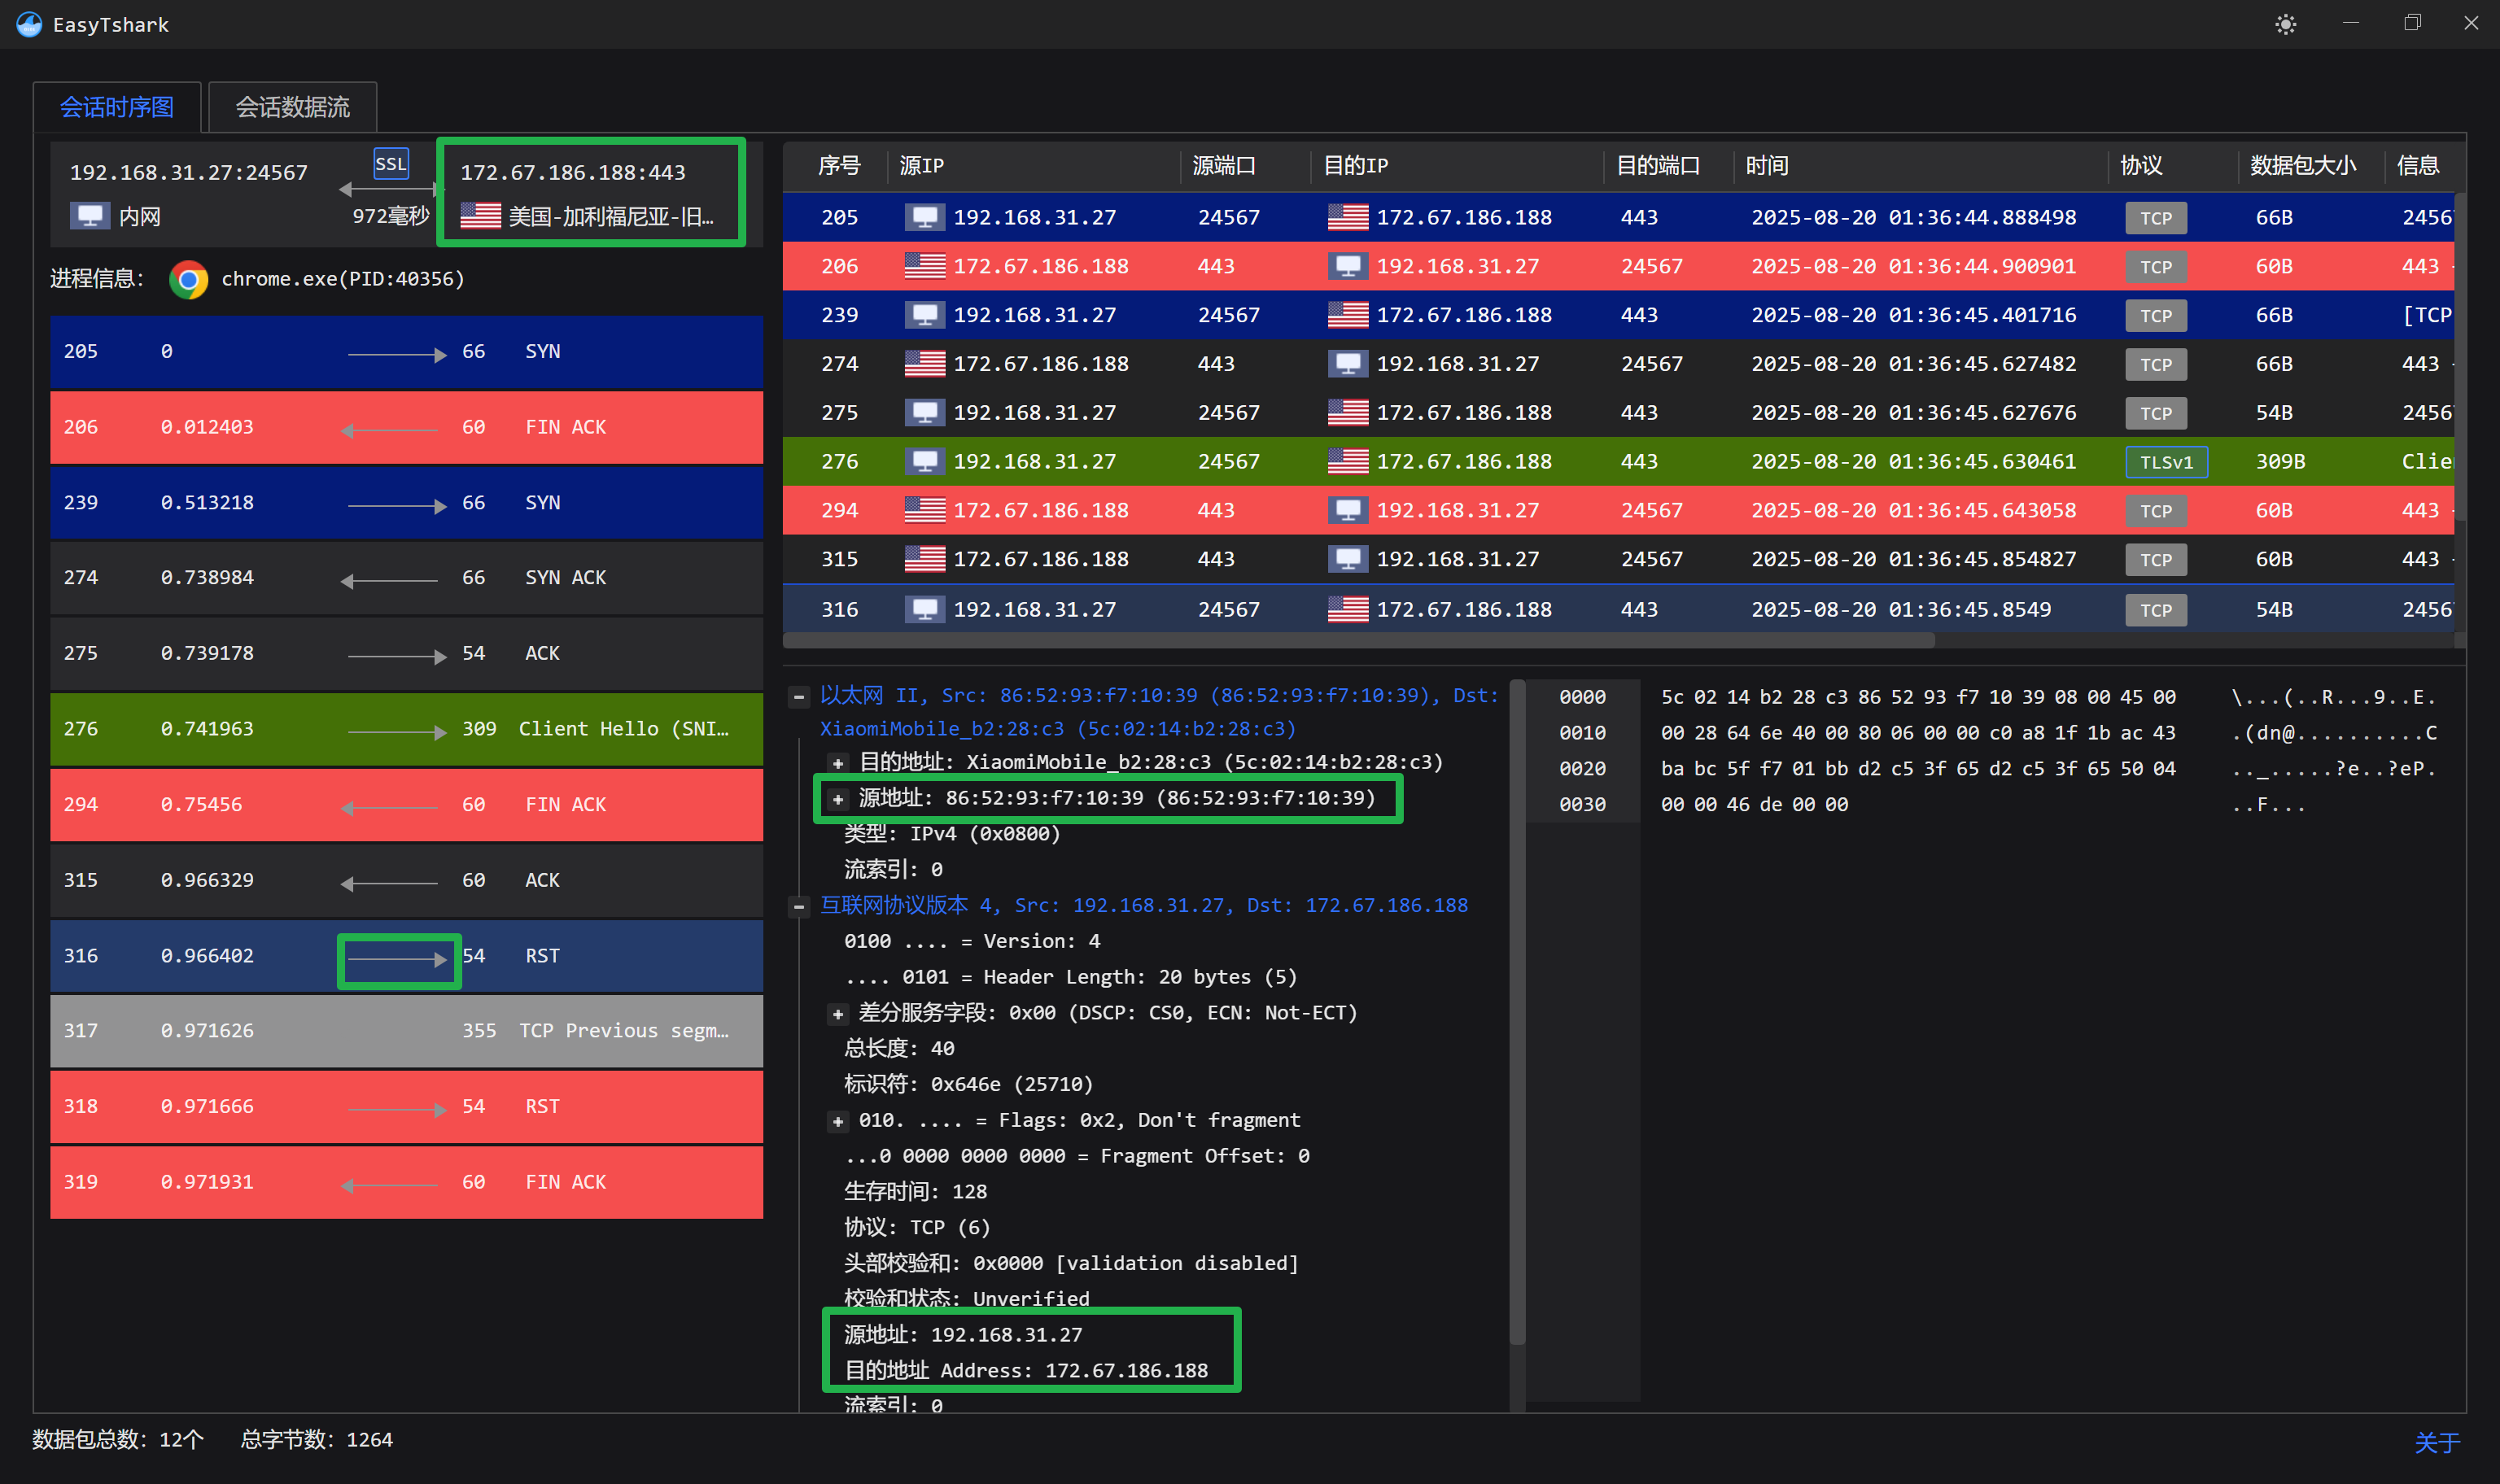 EasyTshark
会话时序图 会话数据流
192.168.31.27:24567 SSL 172.67.186.188:443
内网 972毫秒 美国-加利福尼亚-旧…
进程信息: chrome.exe(PID:40356)
205 0 66 SYN
206 0.012403 60 FIN ACK
239 0.513218 66 SYN
274 0.738984 66 SYN ACK
275 0.739178 54 ACK
276 0.741963 309 Client Hello (SNI…
294 0.75456 60 FIN ACK
315 0.966329 60 ACK
316 0.966402 54 RST
317 0.971626 355 TCP Previous segm…
318 0.971666 54 RST
319 0.971931 60 FIN ACK
序号 源IP 源端口 目的IP 目的端口 时间 协议 数据包大小 信息
205 192.168.31.27 24567 172.67.186.188 443 2025-08-20 01:36:44.888498 TCP 66B 2456
206 172.67.186.188 443 192.168.31.27 24567 2025-08-20 01:36:44.900901 TCP 60B 443
239 192.168.31.27 24567 172.67.186.188 443 2025-08-20 01:36:45.401716 TCP 66B [TCP
274 172.67.186.188 443 192.168.31.27 24567 2025-08-20 01:36:45.627482 TCP 66B 443
275 192.168.31.27 24567 172.67.186.188 443 2025-08-20 01:36:45.627676 TCP 54B 2456
276 192.168.31.27 24567 172.67.186.188 443 2025-08-20 01:36:45.630461 TLSv1 309B Clie
294 172.67.186.188 443 192.168.31.27 24567 2025-08-20 01:36:45.643058 TCP 60B 443
315 172.67.186.188 443 192.168.31.27 24567 2025-08-20 01:36:45.854827 TCP 60B 443
316 192.168.31.27 24567 172.67.186.188 443 2025-08-20 01:36:45.8549 TCP 54B 2456
以太网 II, Src: 86:52:93:f7:10:39 (86:52:93:f7:10:39), Dst:
XiaomiMobile_b2:28:c3 (5c:02:14:b2:28:c3)
目的地址: XiaomiMobile_b2:28:c3 (5c:02:14:b2:28:c3)
源地址: 86:52:93:f7:10:39 (86:52:93:f7:10:39)
类型: IPv4 (0x0800)
流索引: 0
互联网协议版本 4, Src: 192.168.31.27, Dst: 172.67.186.188
0100 .... = Version: 4
.... 0101 = Header Length: 20 bytes (5)
差分服务字段: 0x00 (DSCP: CS0, ECN: Not-ECT)
总长度: 40
标识符: 0x646e (25710)
010. .... = Flags: 0x2, Don't fragment
...0 0000 0000 0000 = Fragment Offset: 0
生存时间: 128
协议: TCP (6)
头部校验和: 0x0000 [validation disabled]
校验和状态: Unverified
源地址: 192.168.31.27
目的地址 Address: 172.67.186.188
流索引: 0
0000 5c 02 14 b2 28 c3 86 52 93 f7 10 39 08 00 45 00 \...(..R...9..E.
0010 00 28 64 6e 40 00 80 06 00 00 c0 a8 1f 1b ac 43 .(dn@..........C
0020 ba bc 5f f7 01 bb d2 c5 3f 65 d2 c5 3f 65 50 04 .._.....?e..?eP.
0030 00 00 46 de 00 00 ..F...
数据包总数: 12个 总字节数: 1264
关于